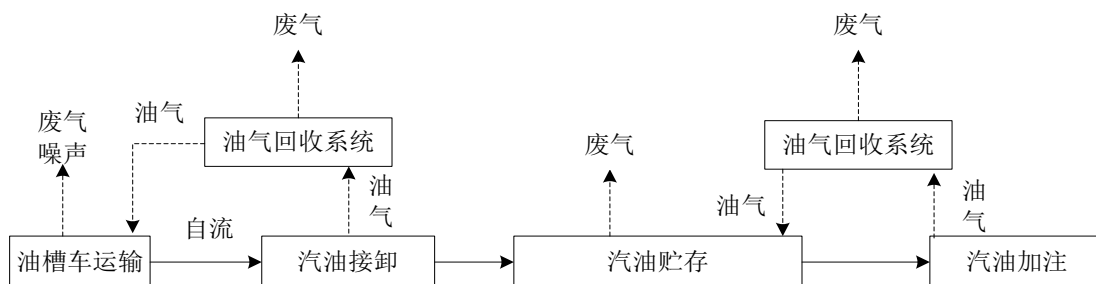 废气
废气
油气
废气
噪声
油气回收系统
废气
油气回收系统
油
气
油气
油
气
自流
油槽车运输
汽油接卸
汽油贮存
汽油加注